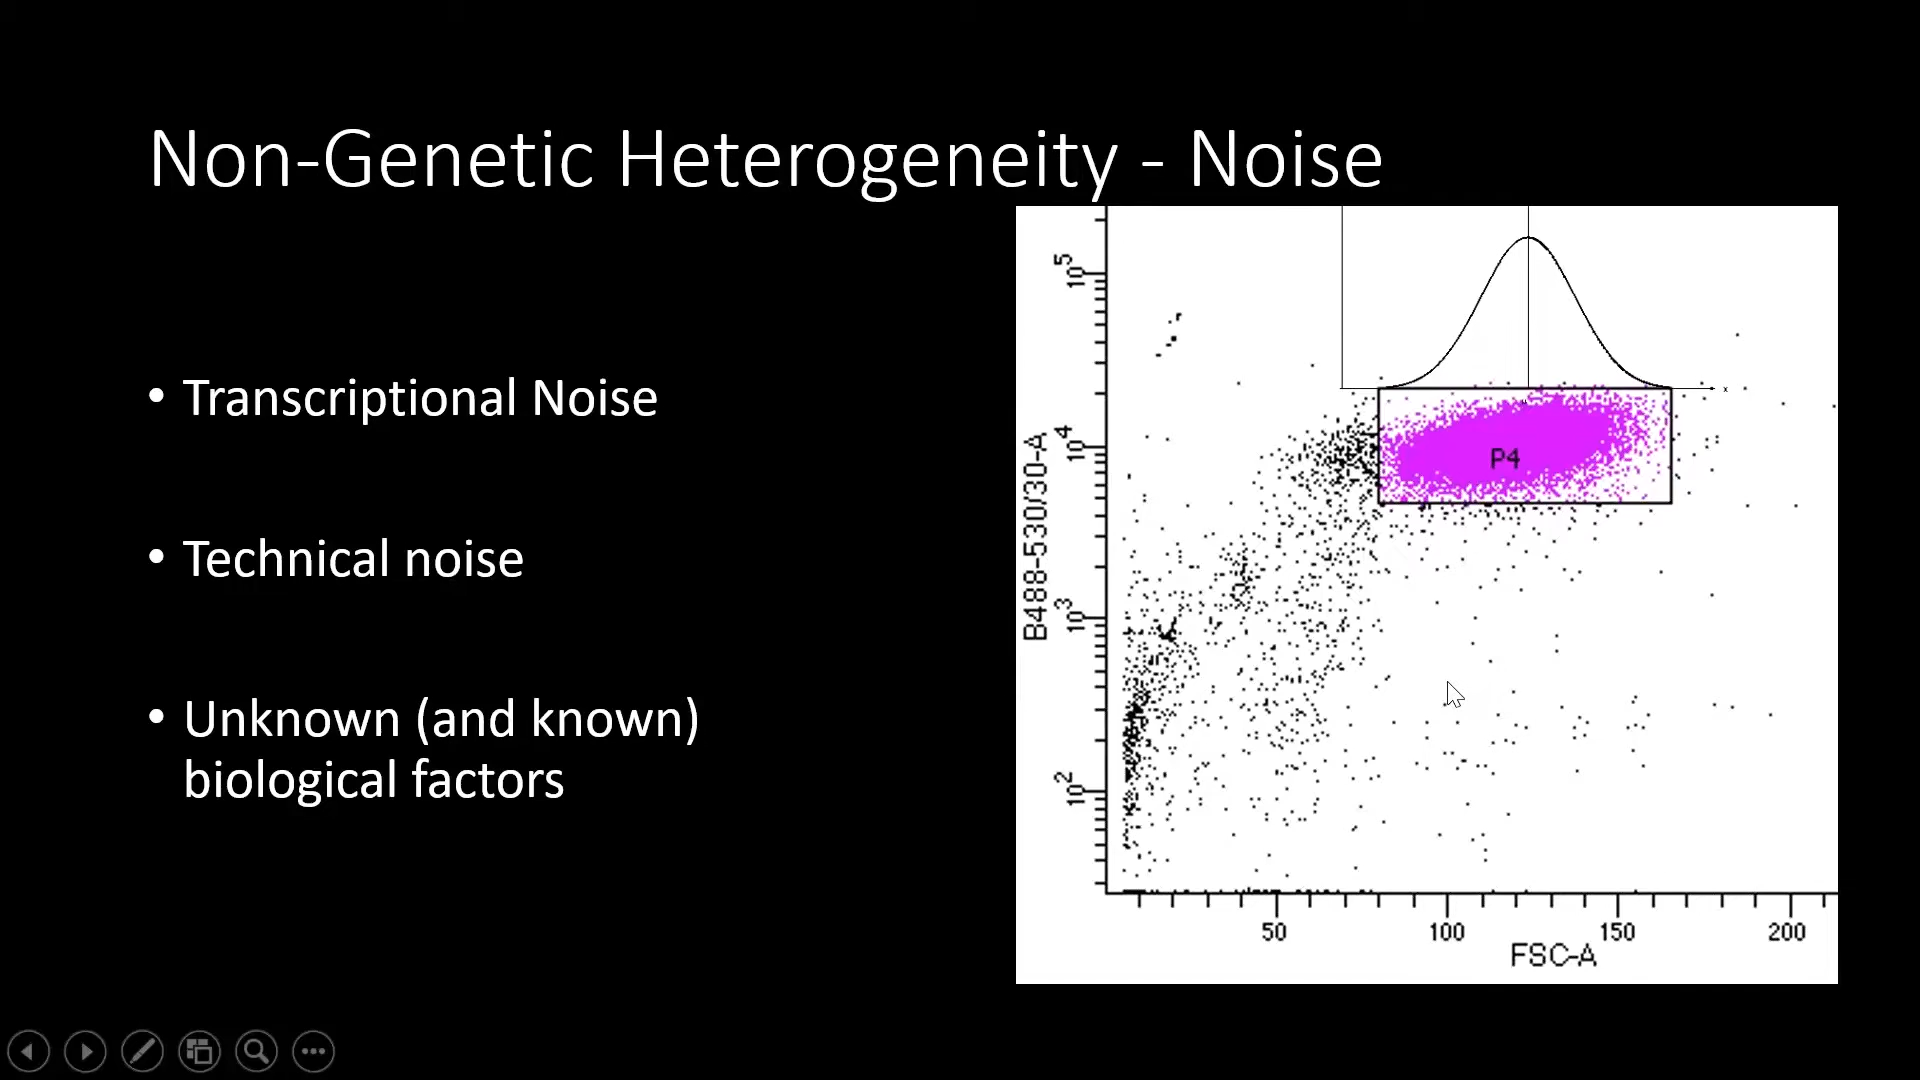 Non-Genetic Heterogeneity - Noise
• Transcriptional Noise
• Technical noise
• Unknown (and known)
biological factors
B488-530/30-A
10^5
10^4
10^3
10^2
P4
x
50 100 150 200
FSC-A